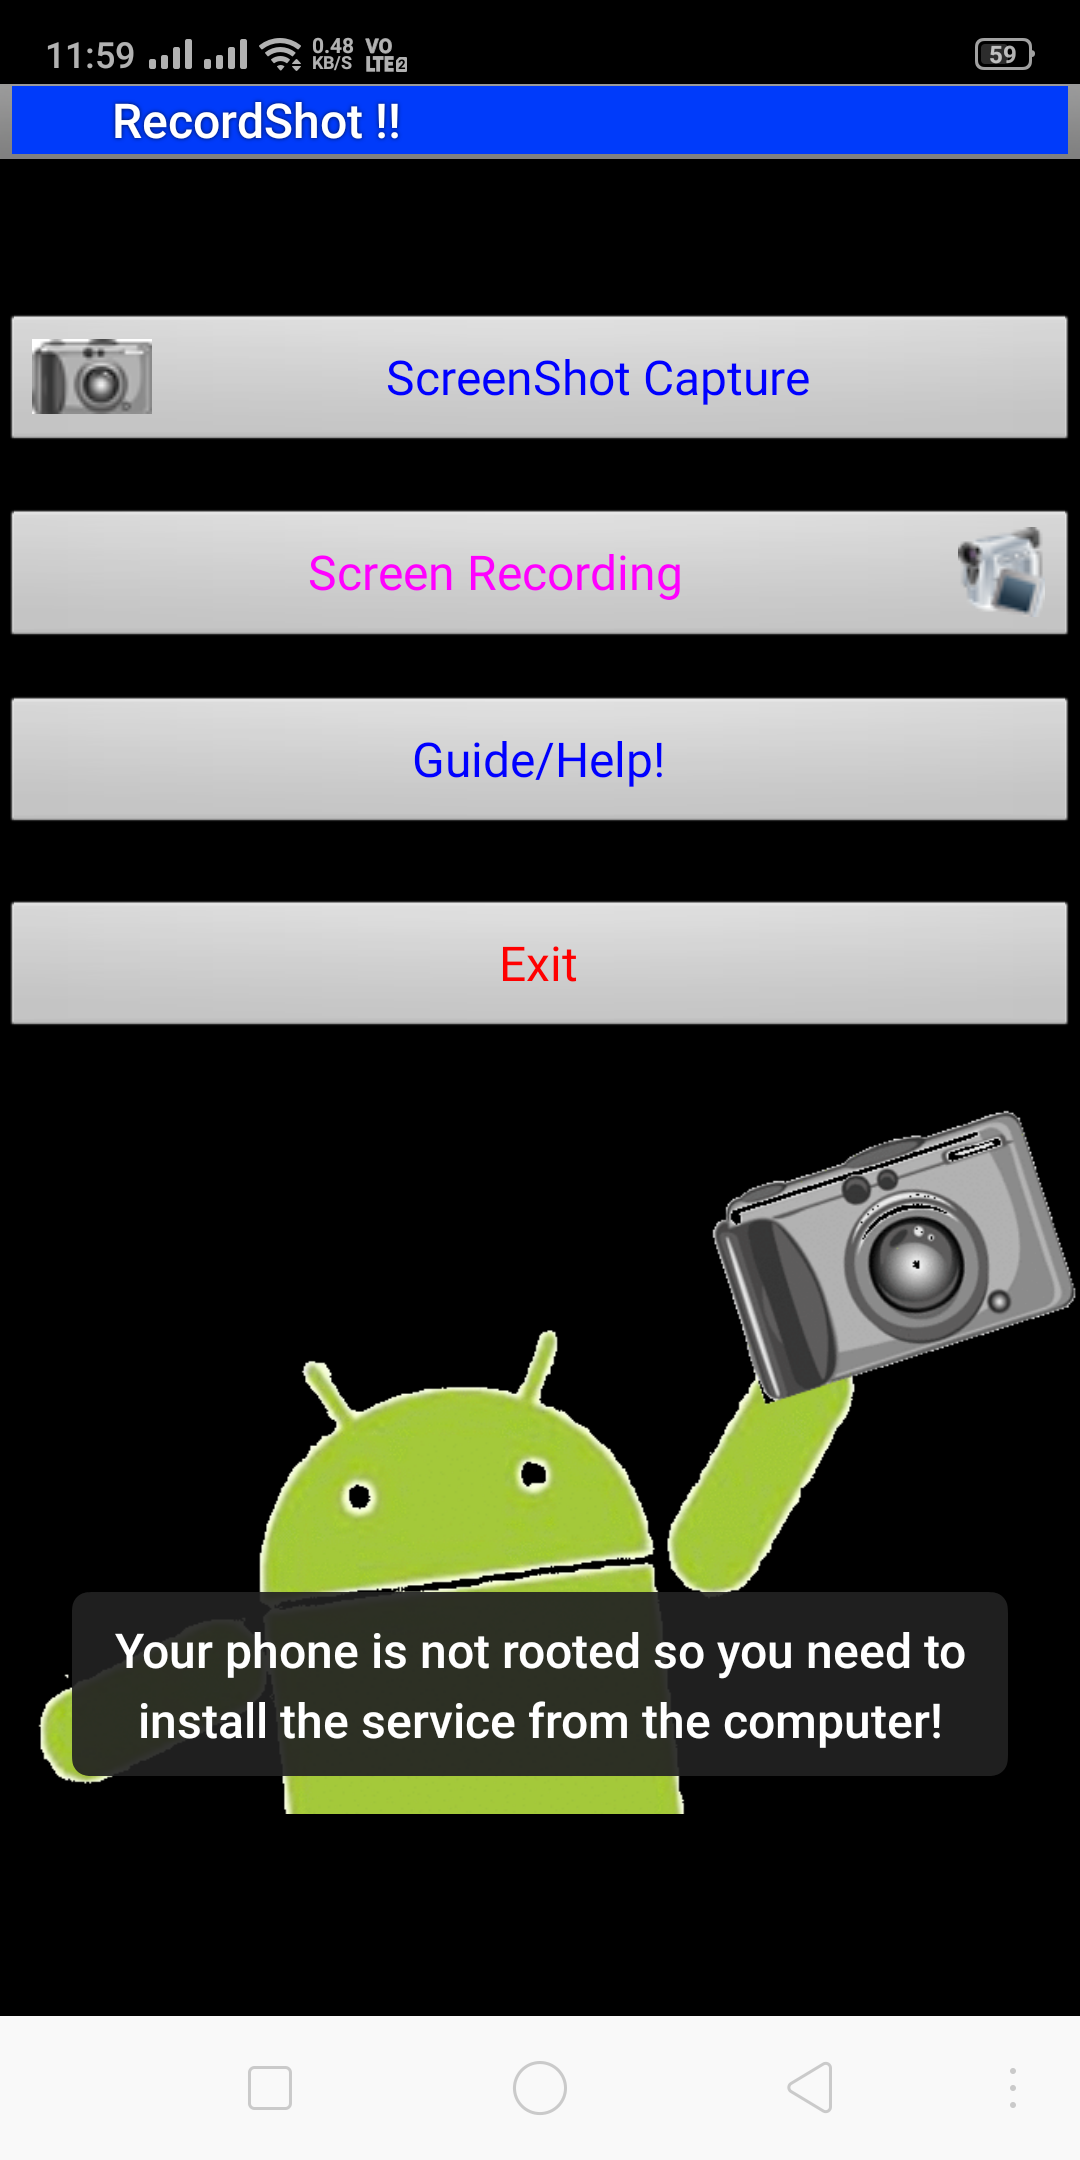 11:59 0.48 KB/S VO LTE2 59
RecordShot !!
ScreenShot Capture
Screen Recording
Guide/Help!
Exit
Your phone is not rooted so you need to
install the service from the computer!